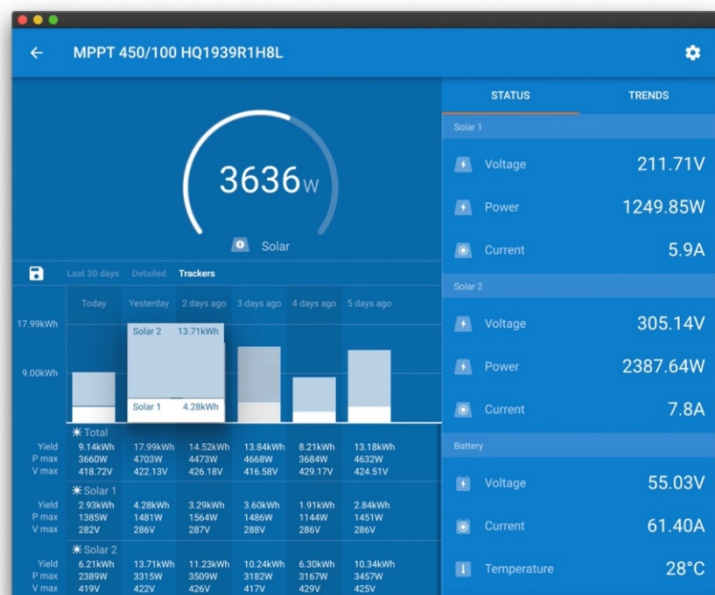 MPPT 450/100 HQ1939R1H8L
3636W
Solar
Last 30 days Detailed Trackers
Today Yesterday 2 days ago 3 days ago 4 days ago 5 days ago
17.99kWh
9.00kWh
Solar 2 13.71kWh
Solar 1 4.28kWh
Total
Yield 9.14kWh 17.99kWh 14.52kWh 13.84kWh 8.21kWh 13.18kWh
P max 3660W 4703W 4473W 4668W 3684W 4632W
V max 418.72V 422.13V 426.18V 416.58V 429.17V 424.51V
Solar 1
Yield 2.93kWh 4.28kWh 3.29kWh 3.60kWh 1.91kWh 2.84kWh
P max 1385W 1481W 1564W 1486W 1144W 1451W
V max 282V 286V 287V 288V 286V 286V
Solar 2
Yield 6.21kWh 13.71kWh 11.23kWh 10.24kWh 6.30kWh 10.34kWh
P max 2389W 3315W 3509W 3182W 3167W 3457W
V max 419V 422V 426V 417V 429V 425V
STATUS TRENDS
Solar 1
Voltage 211.71V
Power 1249.85W
Current 5.9A
Solar 2
Voltage 305.14V
Power 2387.64W
Current 7.8A
Battery
Voltage 55.03V
Current 61.40A
Temperature 28°C